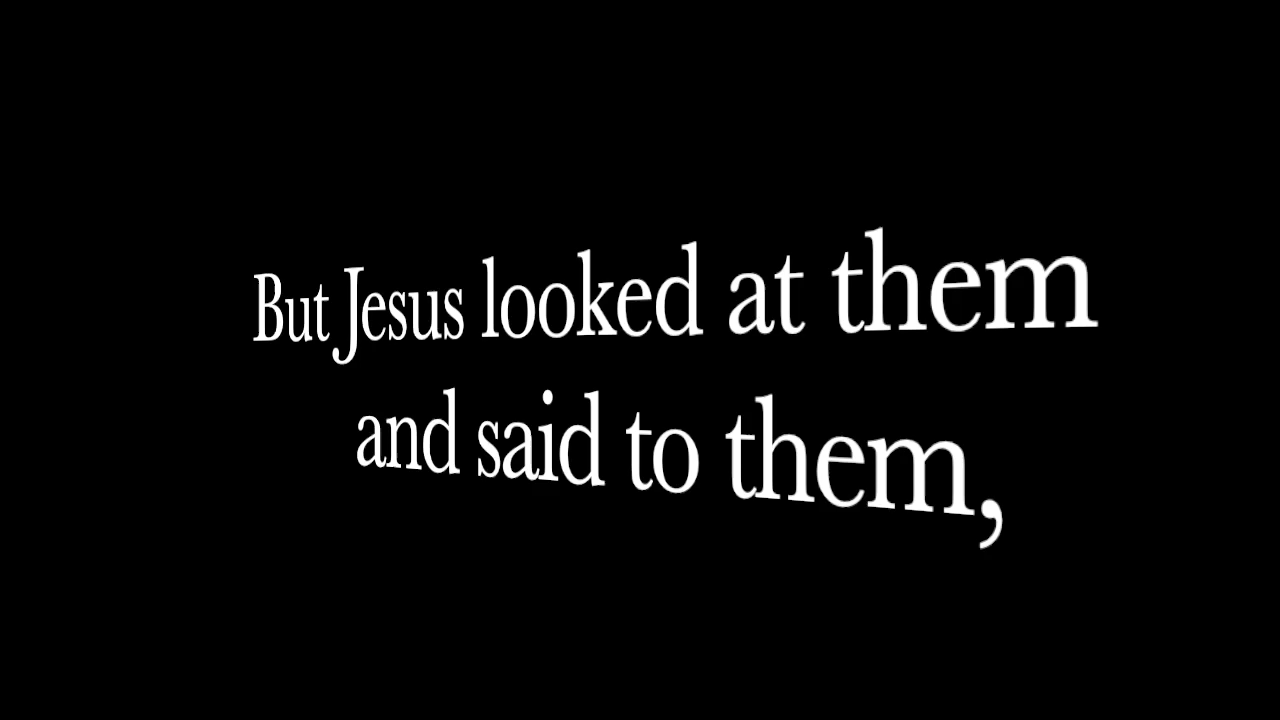 But Jesus looked at them
and said to them,